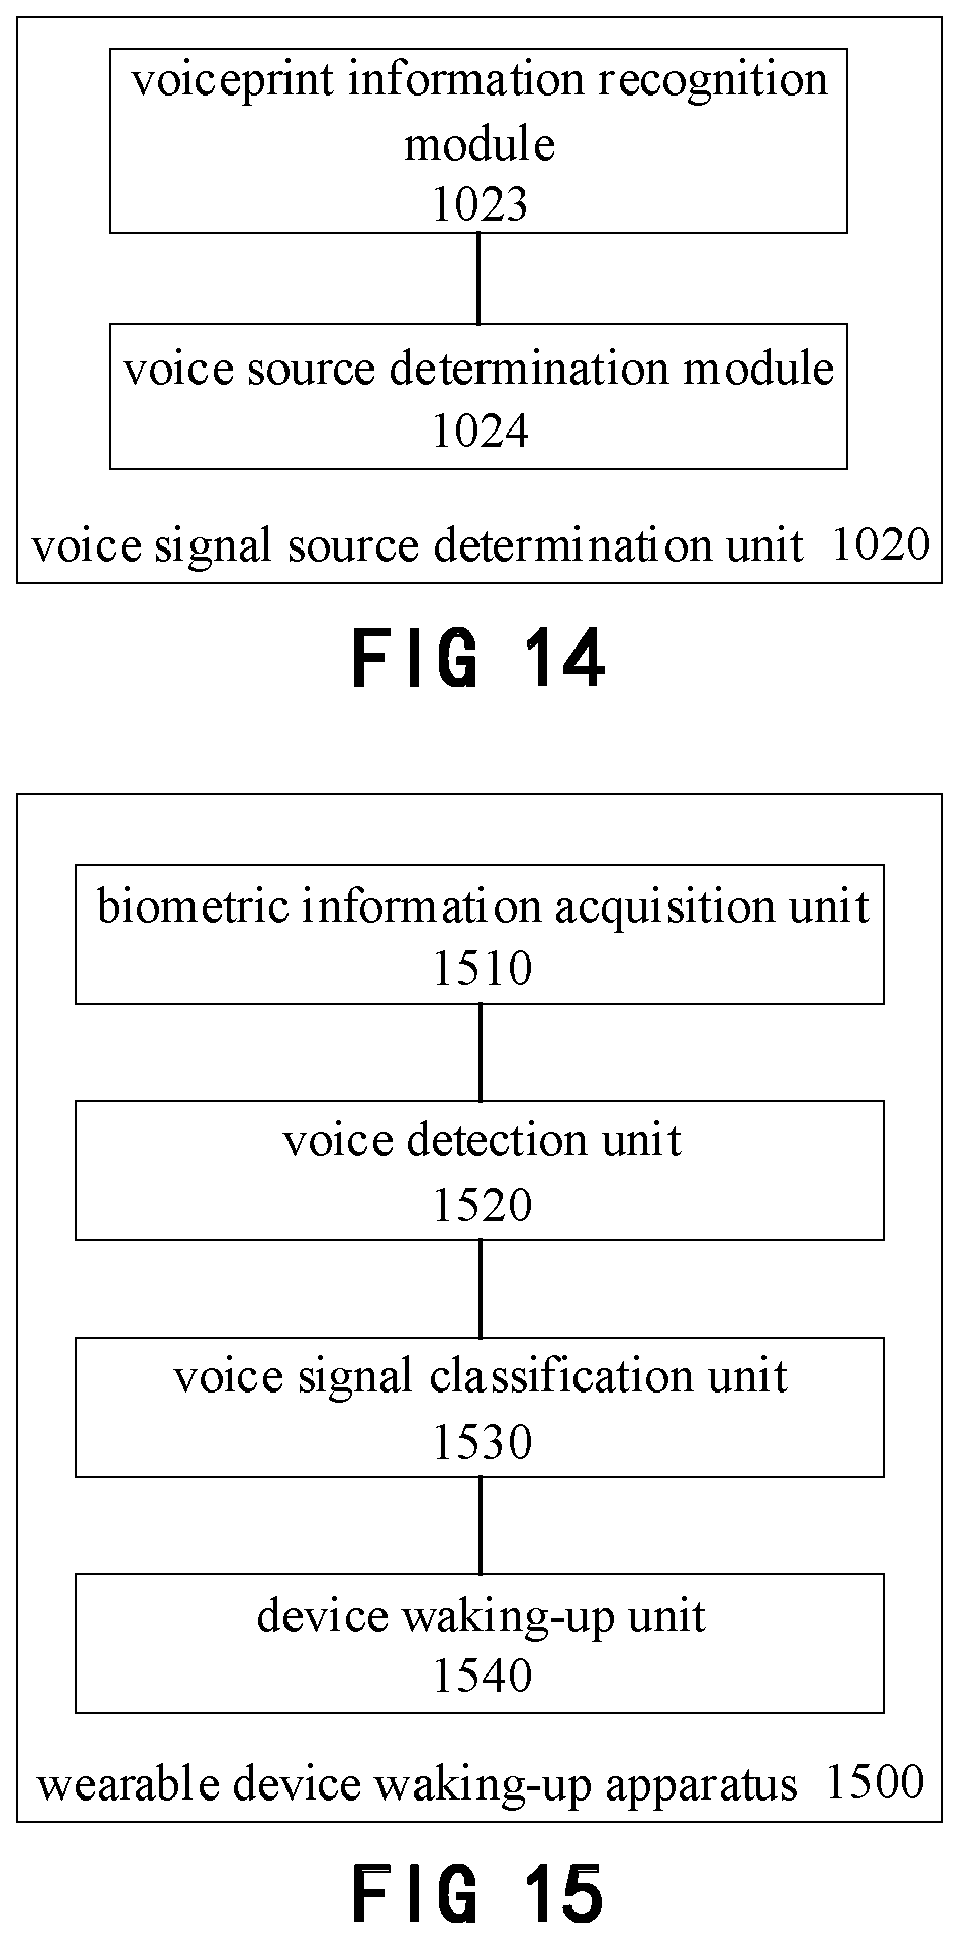 voiceprint information recognition
module
1023
voice source determination module
1024
voice signal source determination unit 1020
FIG 14
biometric information acquisition unit
1510
voice detection unit
1520
voice signal classification unit
1530
device waking-up unit
1540
wearable device waking-up apparatus 1500
FIG 15